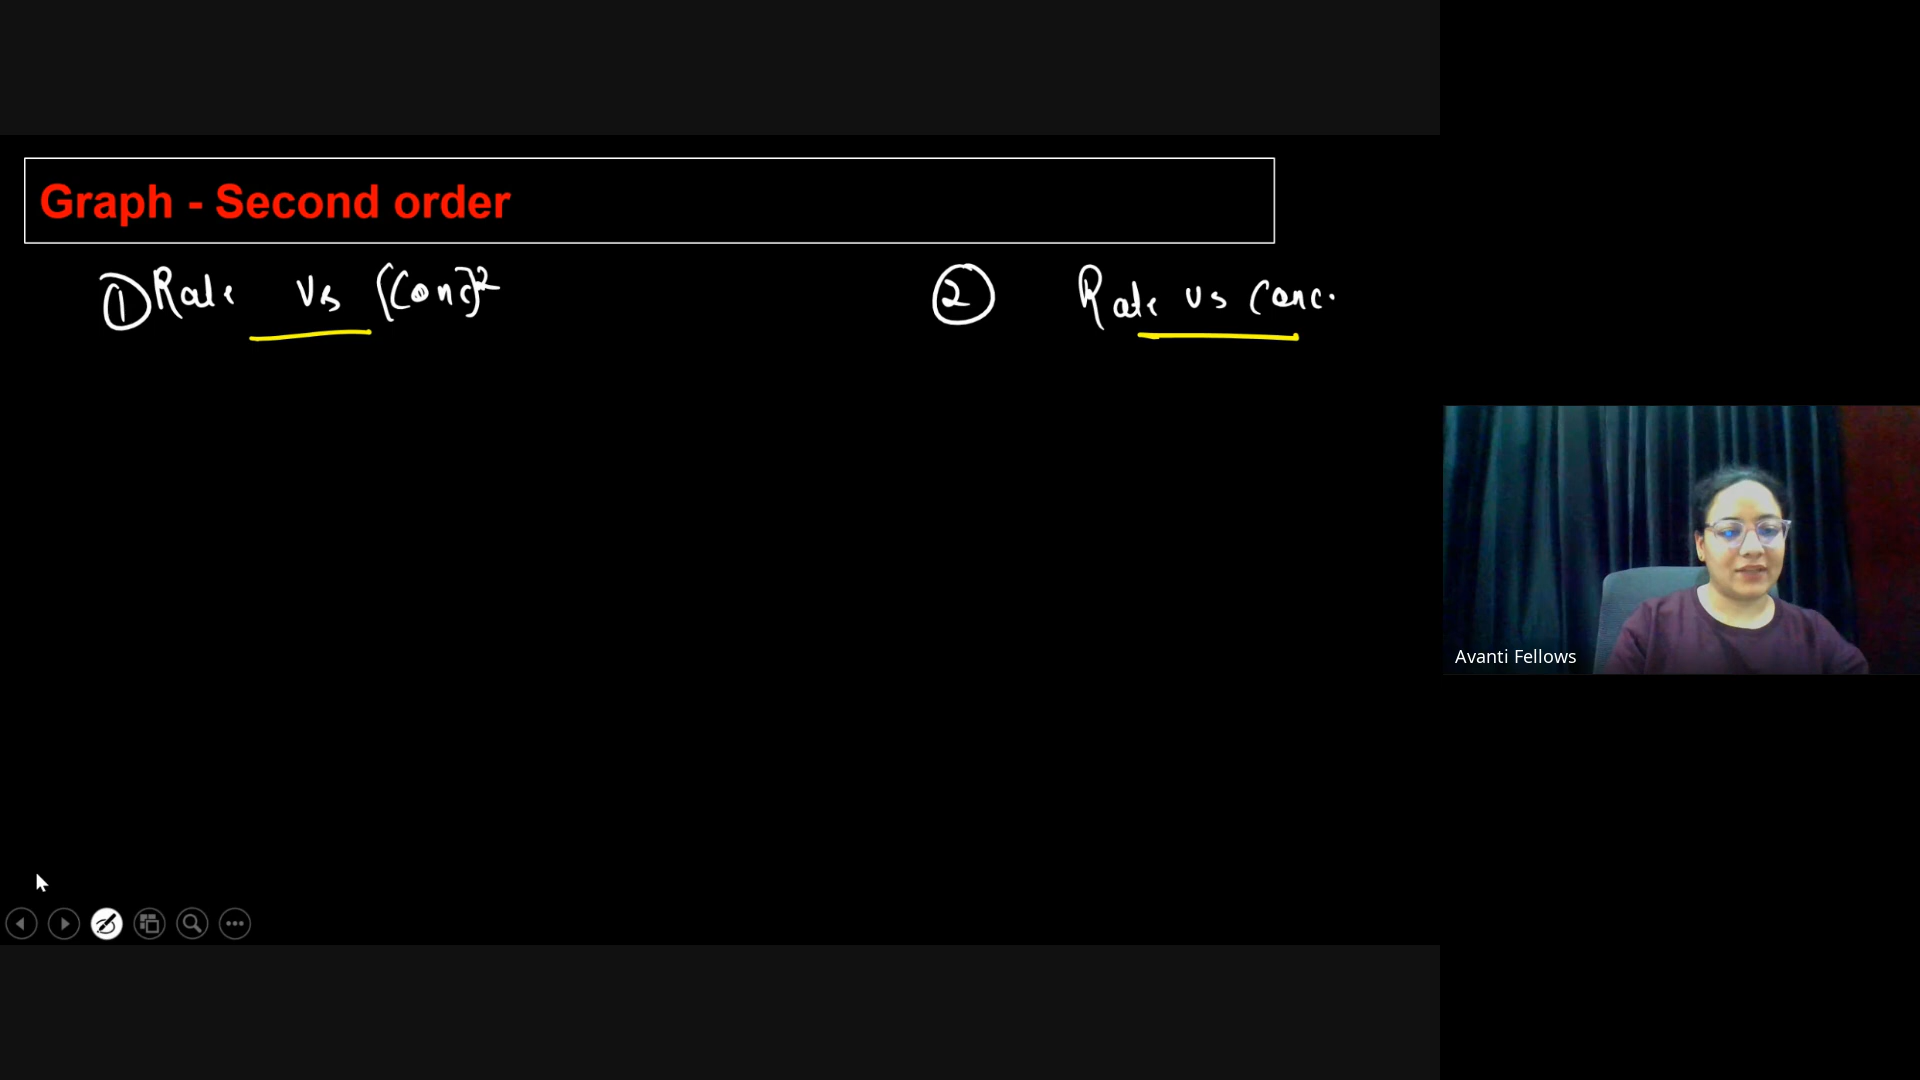 Graph - Second order
① Rate vs [Conc]²
② Rate vs Conc.
Avanti Fellows